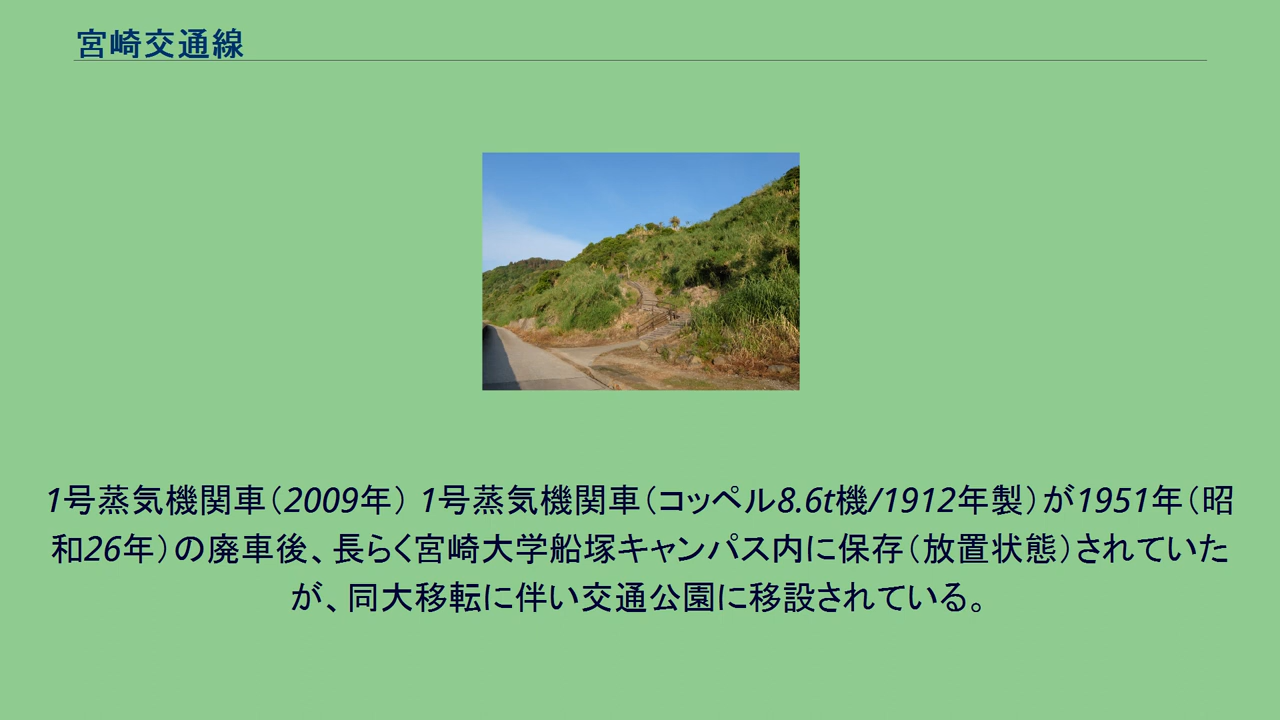 宮崎交通線
1号蒸気機関車（2009年） 1号蒸気機関車（コッペル8.6t機/1912年製）が1951年（昭
和26年）の廃車後、長らく宮崎大学船塚キャンパス内に保存（放置状態）されていた
が、同大移転に伴い交通公園に移設されている。